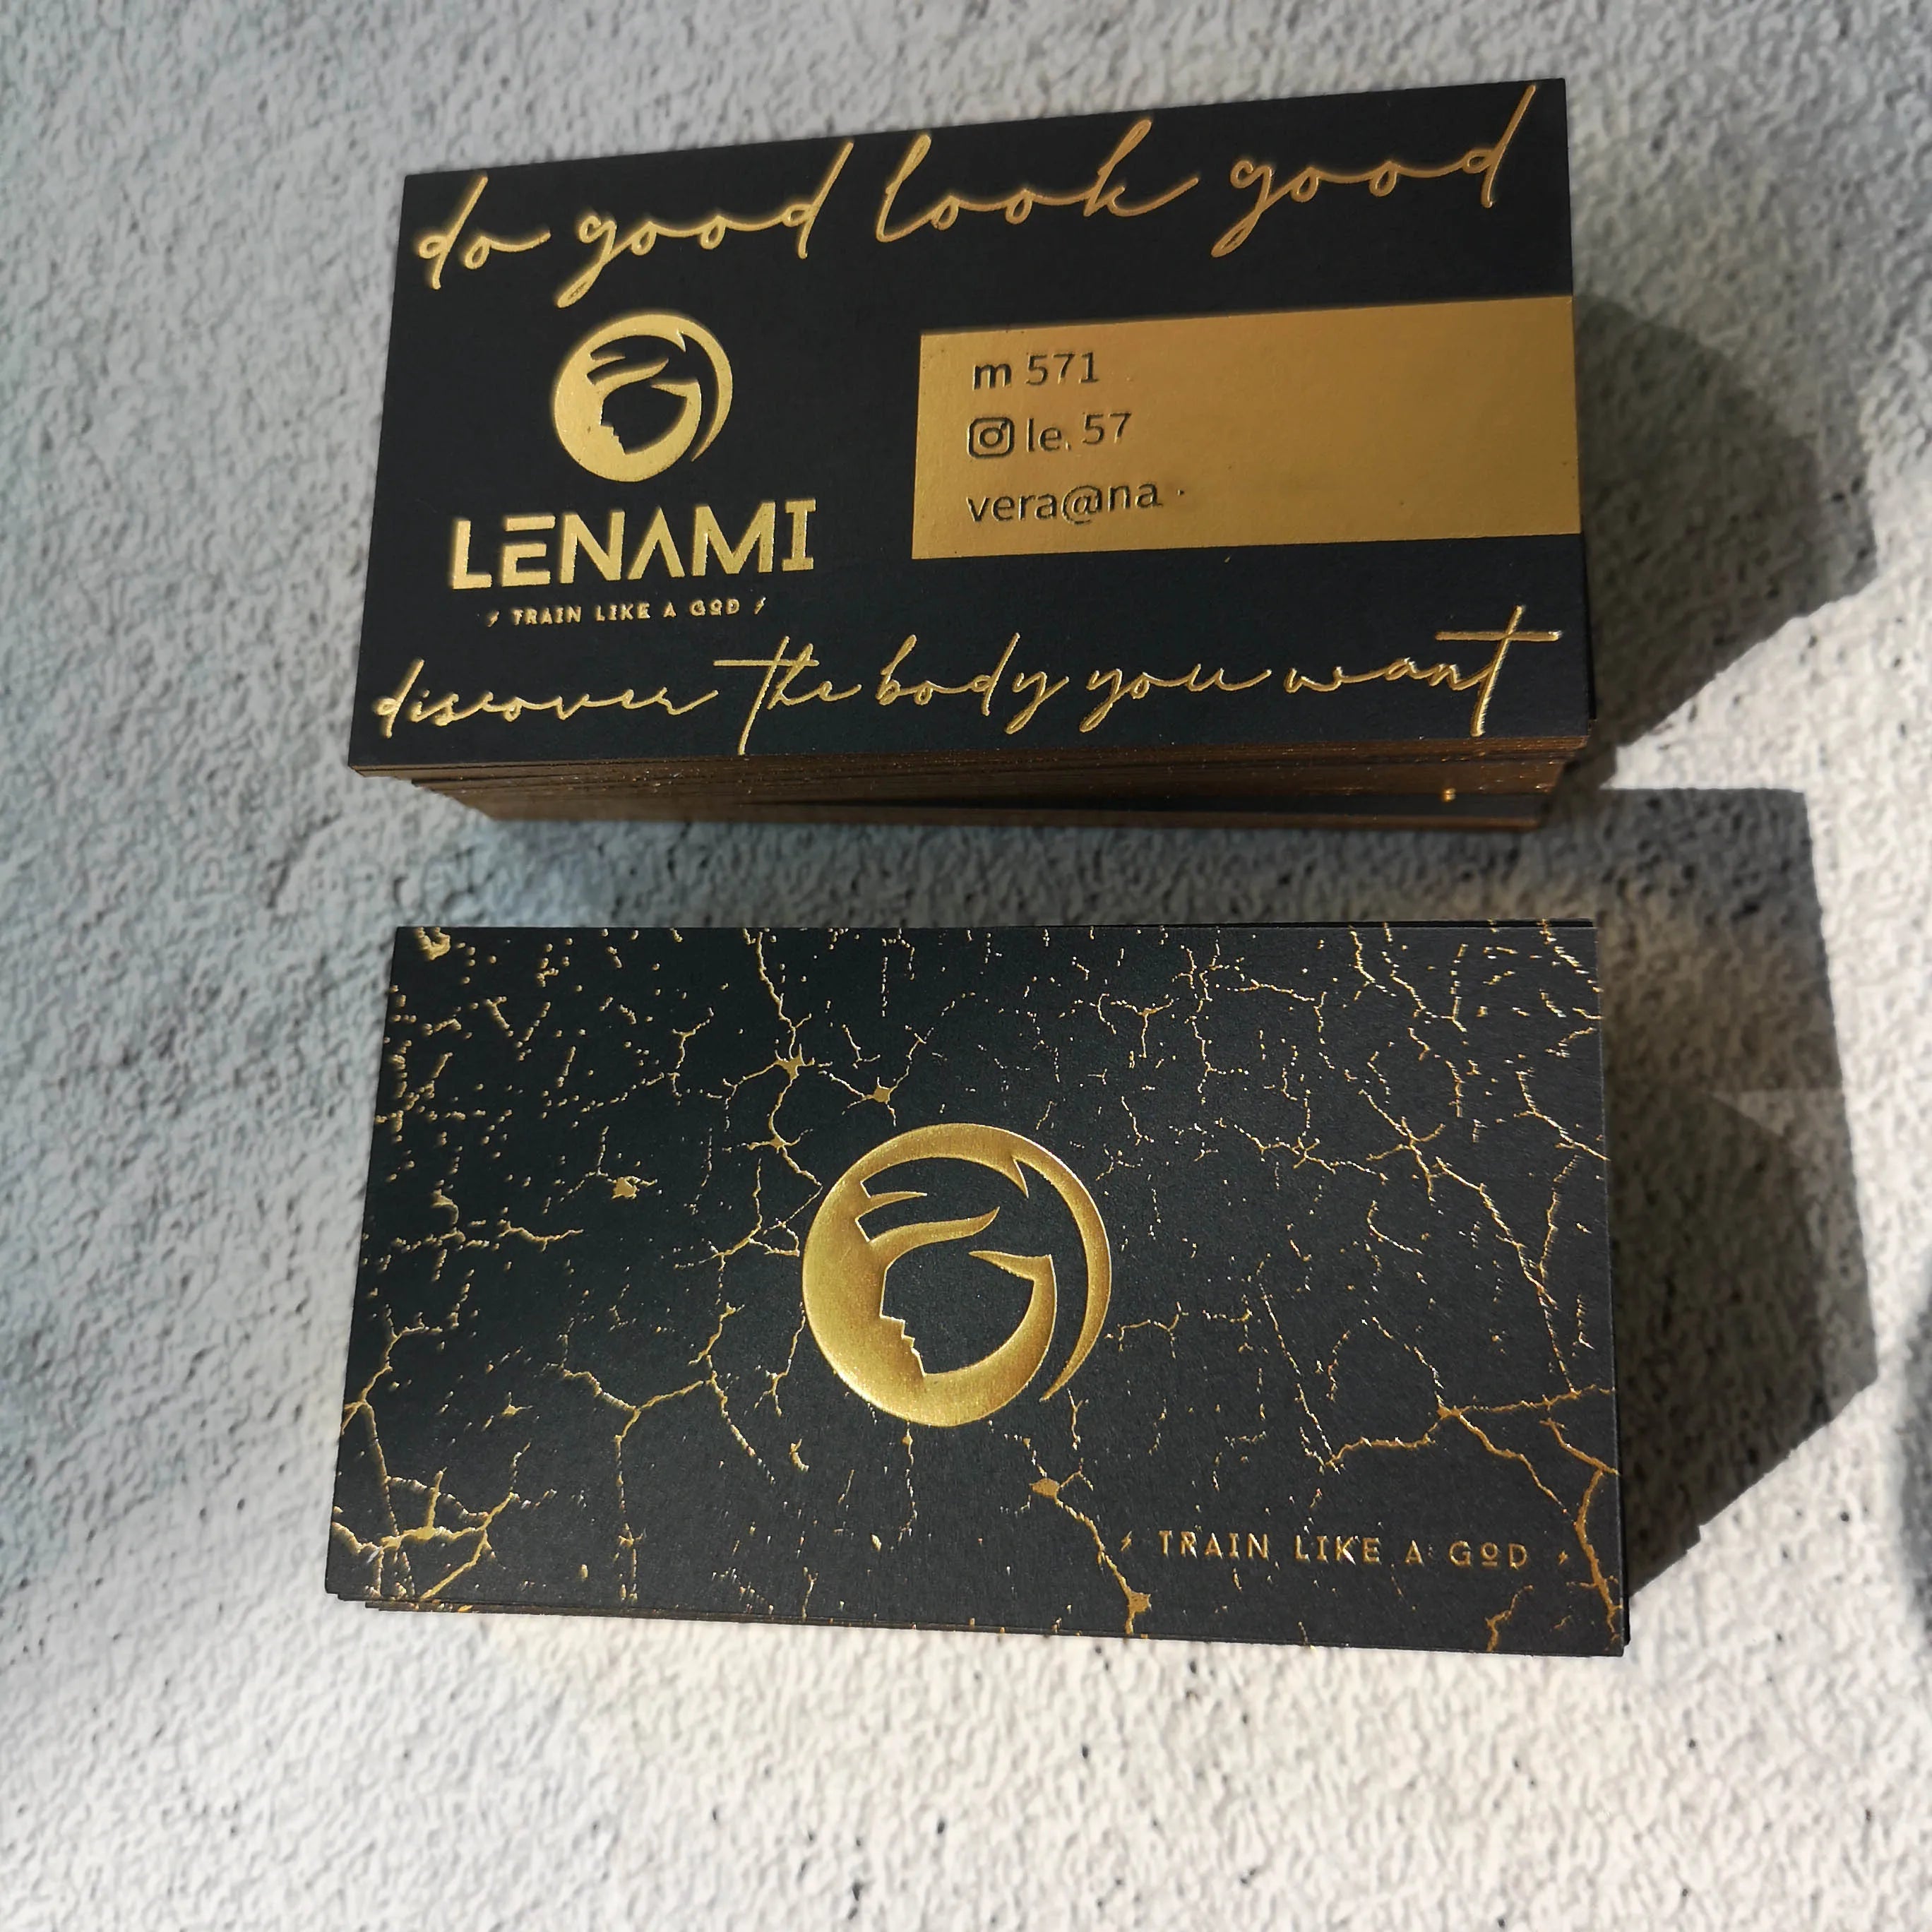 do good look good
m 571
le. 57
vera@na
LENAMI
TRAIN LIKE A GOD
discover the body you want
TRAIN LIKE A GOD